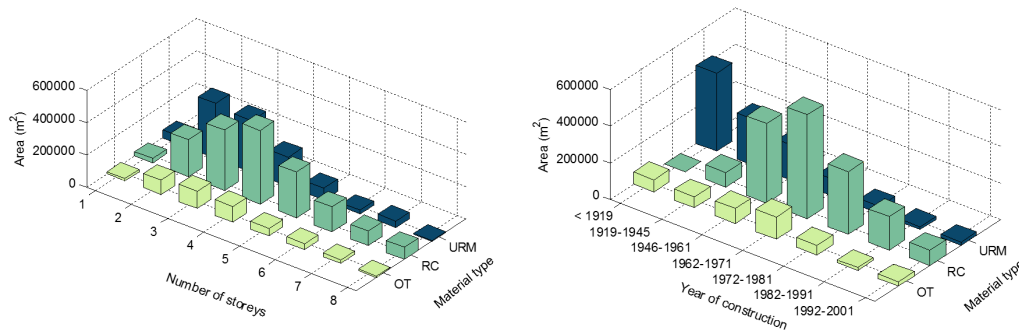 600000
400000
200000
0
Area (m²)
1
2
3
4
5
6
7
8
Number of storeys
OT
RC
URM
Material type
600000
400000
200000
0
Area (m²)
< 1919
1919-1945
1946-1961
1962-1971
1972-1981
1982-1991
1992-2001
Year of construction
OT
RC
URM
Material type